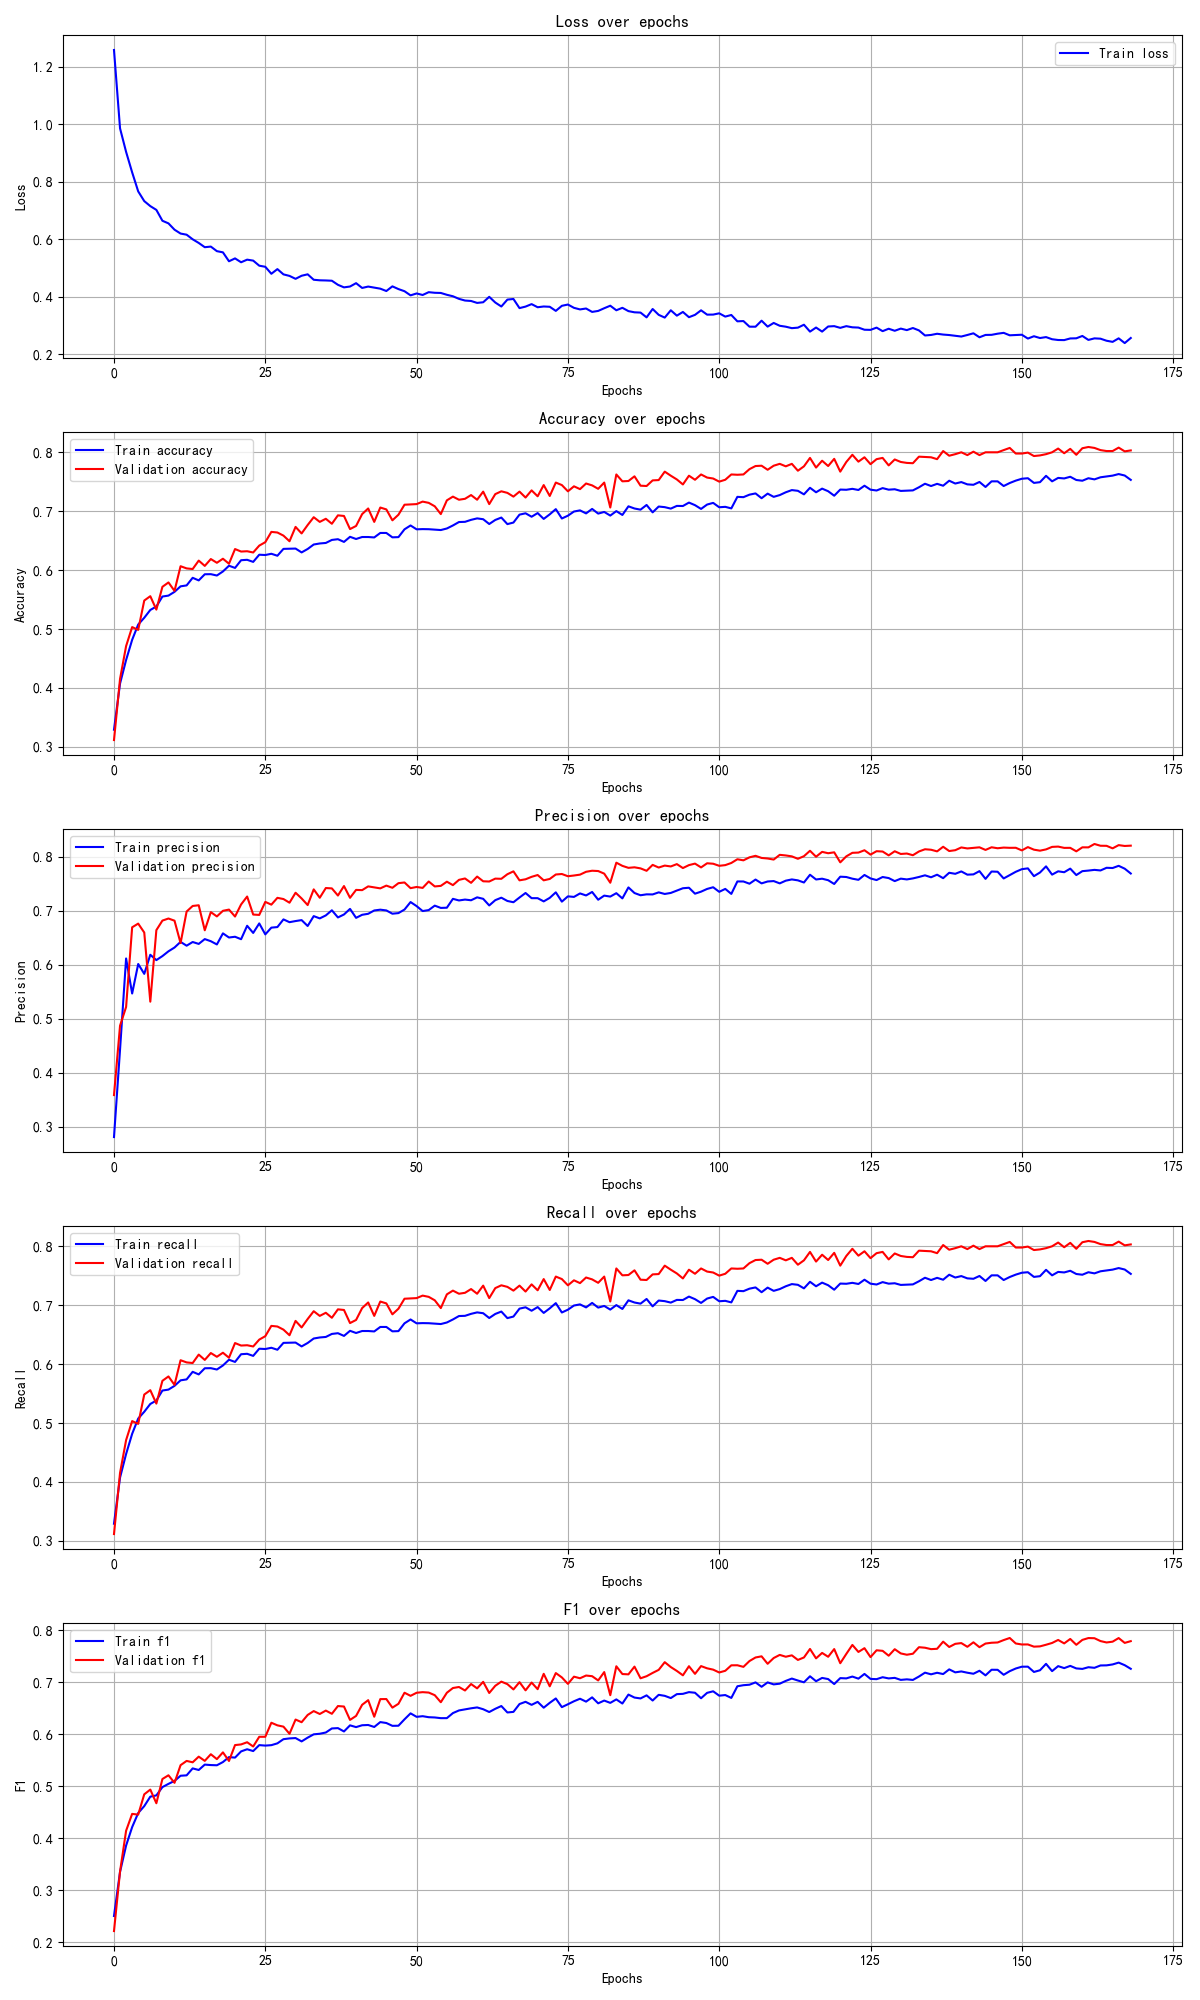 Loss over epochs
Train loss
1.2
1.0
0.8
0.6
0.4
0.2
Loss
0 25 50 75 100 125 150 175
Epochs
Accuracy over epochs
Train accuracy
Validation accuracy
0.8
0.7
0.6
0.5
0.4
0.3
Accuracy
0 25 50 75 100 125 150 175
Epochs
Precision over epochs
Train precision
Validation precision
0.8
0.7
0.6
0.5
0.4
0.3
Precision
0 25 50 75 100 125 150 175
Epochs
Recall over epochs
Train recall
Validation recall
0.8
0.7
0.6
0.5
0.4
0.3
Recall
0 25 50 75 100 125 150 175
Epochs
F1 over epochs
Train f1
Validation f1
0.8
0.7
0.6
0.5
0.4
0.3
0.2
F1
0 25 50 75 100 125 150 175
Epochs